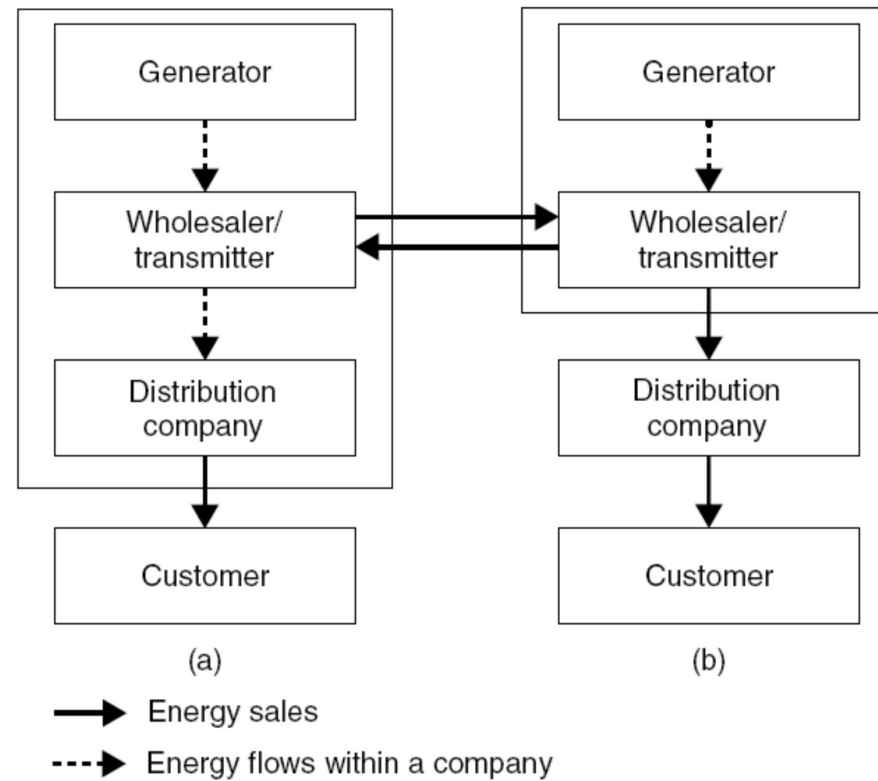 Generator
Generator
Wholesaler/
transmitter
Wholesaler/
transmitter
Distribution
company
Distribution
company
Customer
Customer
(a)
(b)
Energy sales
Energy flows within a company